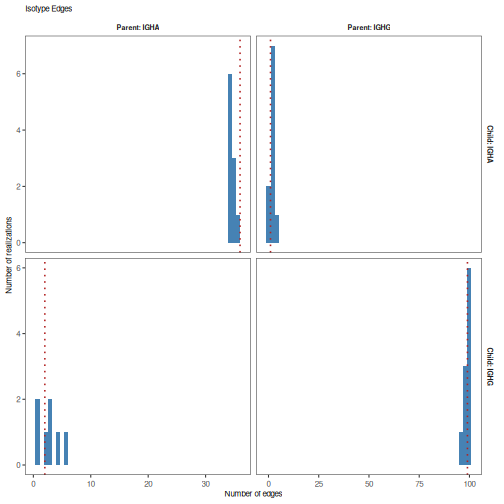 Isotype Edges
Parent: IGHA
Parent: IGHG
6
4
2
0
Child: IGHA
Number of realizations
6
4
2
0
Child: IGHG
0
10
20
30
0
25
50
75
100
Number of edges